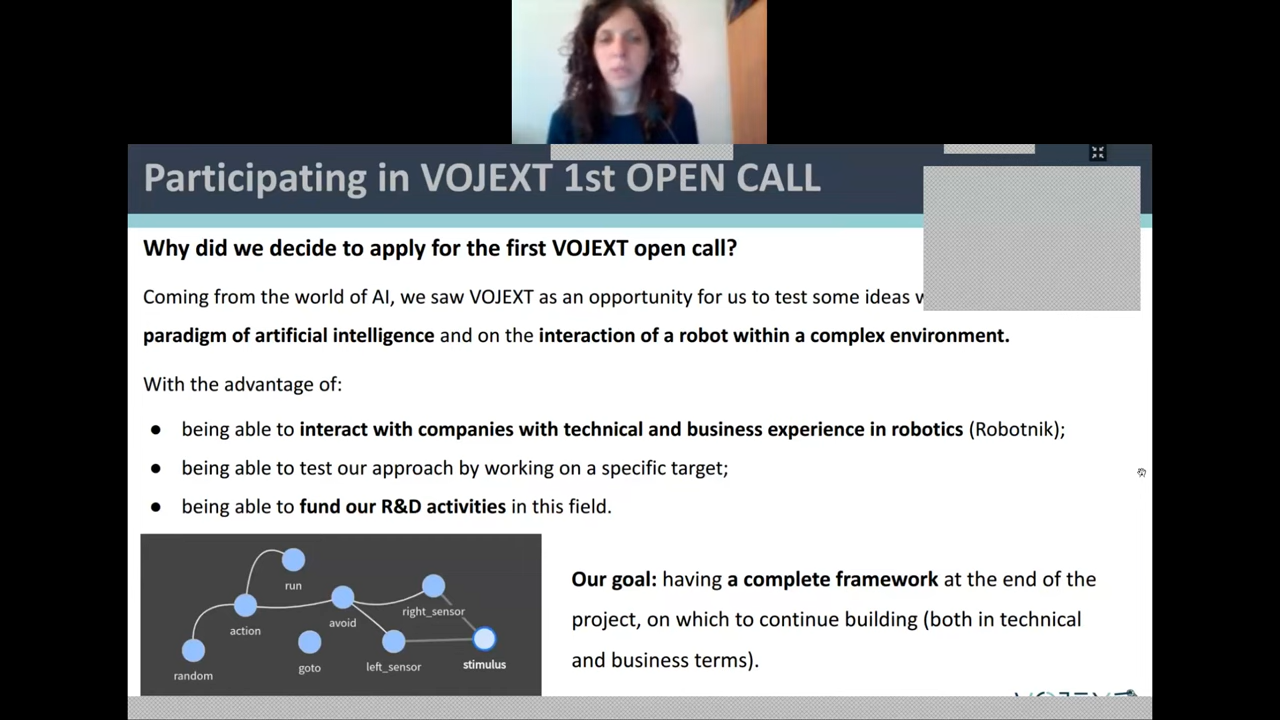 Participating in VOJEXT 1st OPEN CALL
Why did we decide to apply for the first VOJEXT open call?
Coming from the world of AI, we saw VOJEXT as an opportunity for us to test some ideas
paradigm of artificial intelligence and on the interaction of a robot within a complex environment.
With the advantage of:
● being able to interact with companies with technical and business experience in robotics (Robotnik);
● being able to test our approach by working on a specific target;
● being able to fund our R&D activities in this field.
run
right_sensor
action
avoid
random
goto
left_sensor
stimulus
Our goal: having a complete framework at the end of the
project, on which to continue building (both in technical
and business terms).